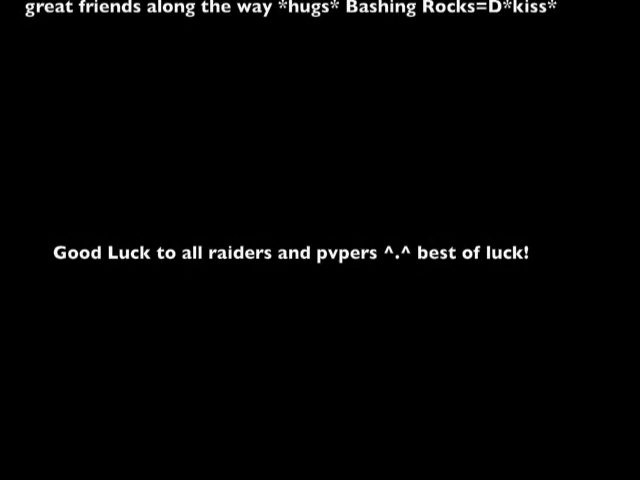 great friends along the way *hugs* Bashing Rocks=D*kiss*
Good Luck to all raiders and pvpers ^.^ best of luck!